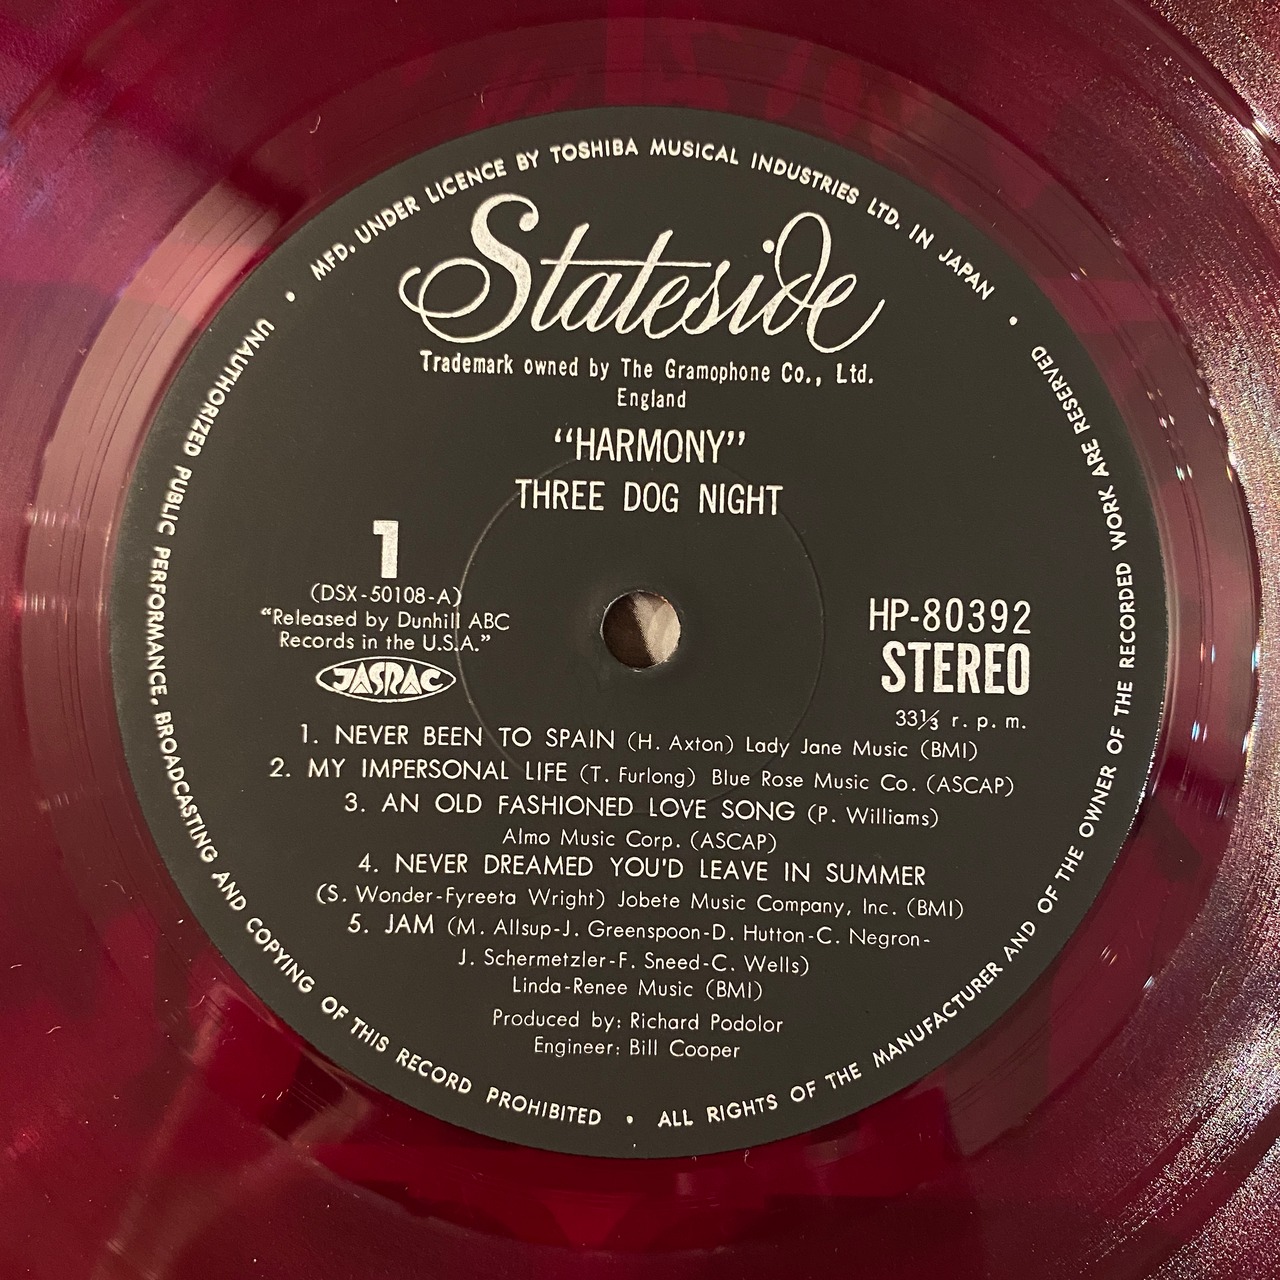 MFD. UNDER LICENCE BY TOSHIBA MUSICAL INDUSTRIES LTD. IN JAPAN
Stateside
Trademark owned by The Gramophone Co., Ltd.
England
“HARMONY”
THREE DOG NIGHT
1
(DSX-50108-A)
“Released by Dunhill ABC
Records in the U.S.A.”
JASRAC
HP-80392
STEREO
33⅓ r. p. m.
1. NEVER BEEN TO SPAIN (H. Axton) Lady Jane Music (BMI)
2. MY IMPERSONAL LIFE (T. Furlong) Blue Rose Music Co. (ASCAP)
3. AN OLD FASHIONED LOVE SONG (P. Williams)
Almo Music Corp. (ASCAP)
4. NEVER DREAMED YOU'D LEAVE IN SUMMER
(S. Wonder-Fyreeta Wright) Jobete Music Company, Inc. (BMI)
5. JAM (M. Allsup-J. Greenspoon-D. Hutton-C. Negron-
J. Schermetzler-F. Sneed-C. Wells)
Linda-Renee Music (BMI)
Produced by: Richard Podolor
Engineer: Bill Cooper
UNAUTHORIZED PUBLIC PERFORMANCE, BROADCASTING AND COPYING OF THIS RECORD PROHIBITED • ALL RIGHTS OF THE MANUFACTURER AND OF THE OWNER OF THE RECORDED WORK ARE RESERVED